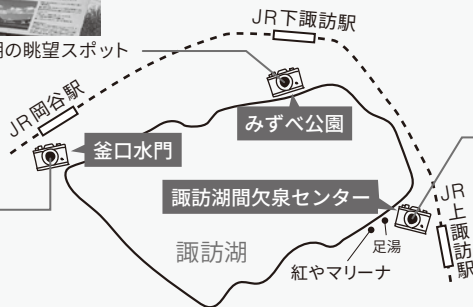 JR下諏訪駅
の眺望スポット
JR岡谷駅
みずべ公園
釜口水門
諏訪湖間欠泉センター
JR上諏訪駅
足湯
諏訪湖
紅やマリーナ